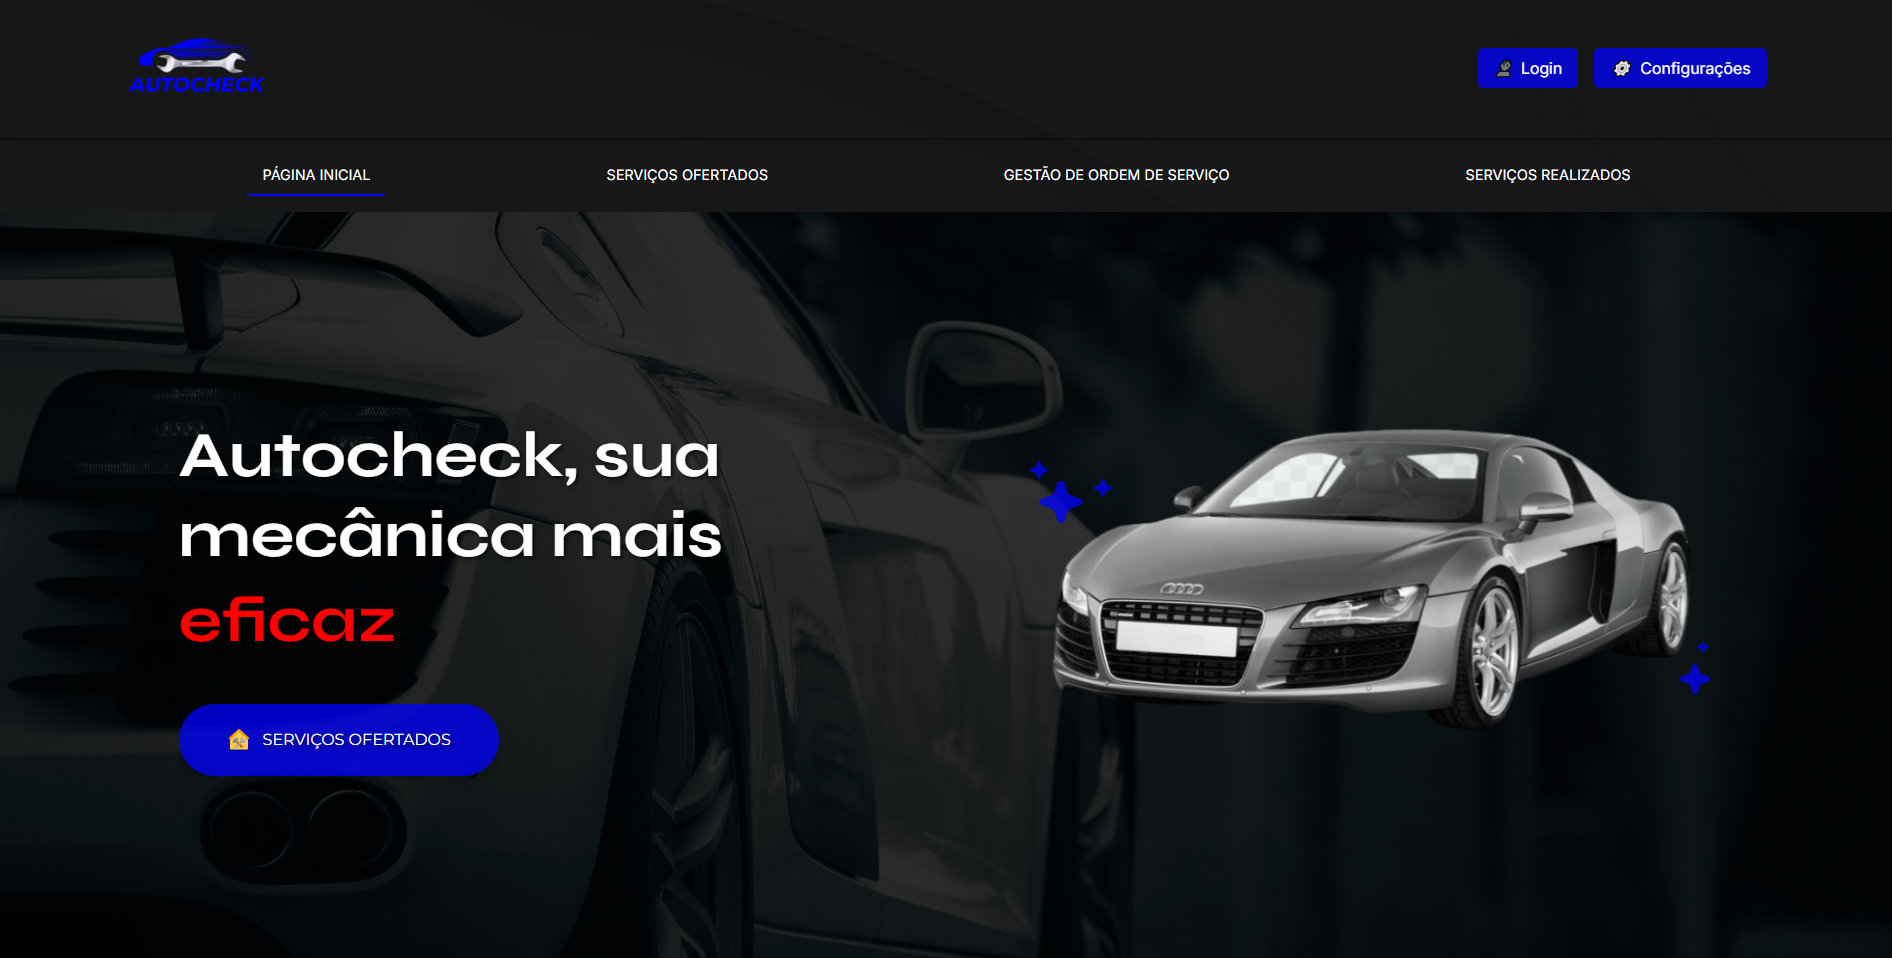 AUTOCHECK
Login
Configurações
PÁGINA INICIAL
SERVIÇOS OFERTADOS
GESTÃO DE ORDEM DE SERVIÇO
SERVIÇOS REALIZADOS
Autocheck, sua
mecânica mais
eficaz
SERVIÇOS OFERTADOS